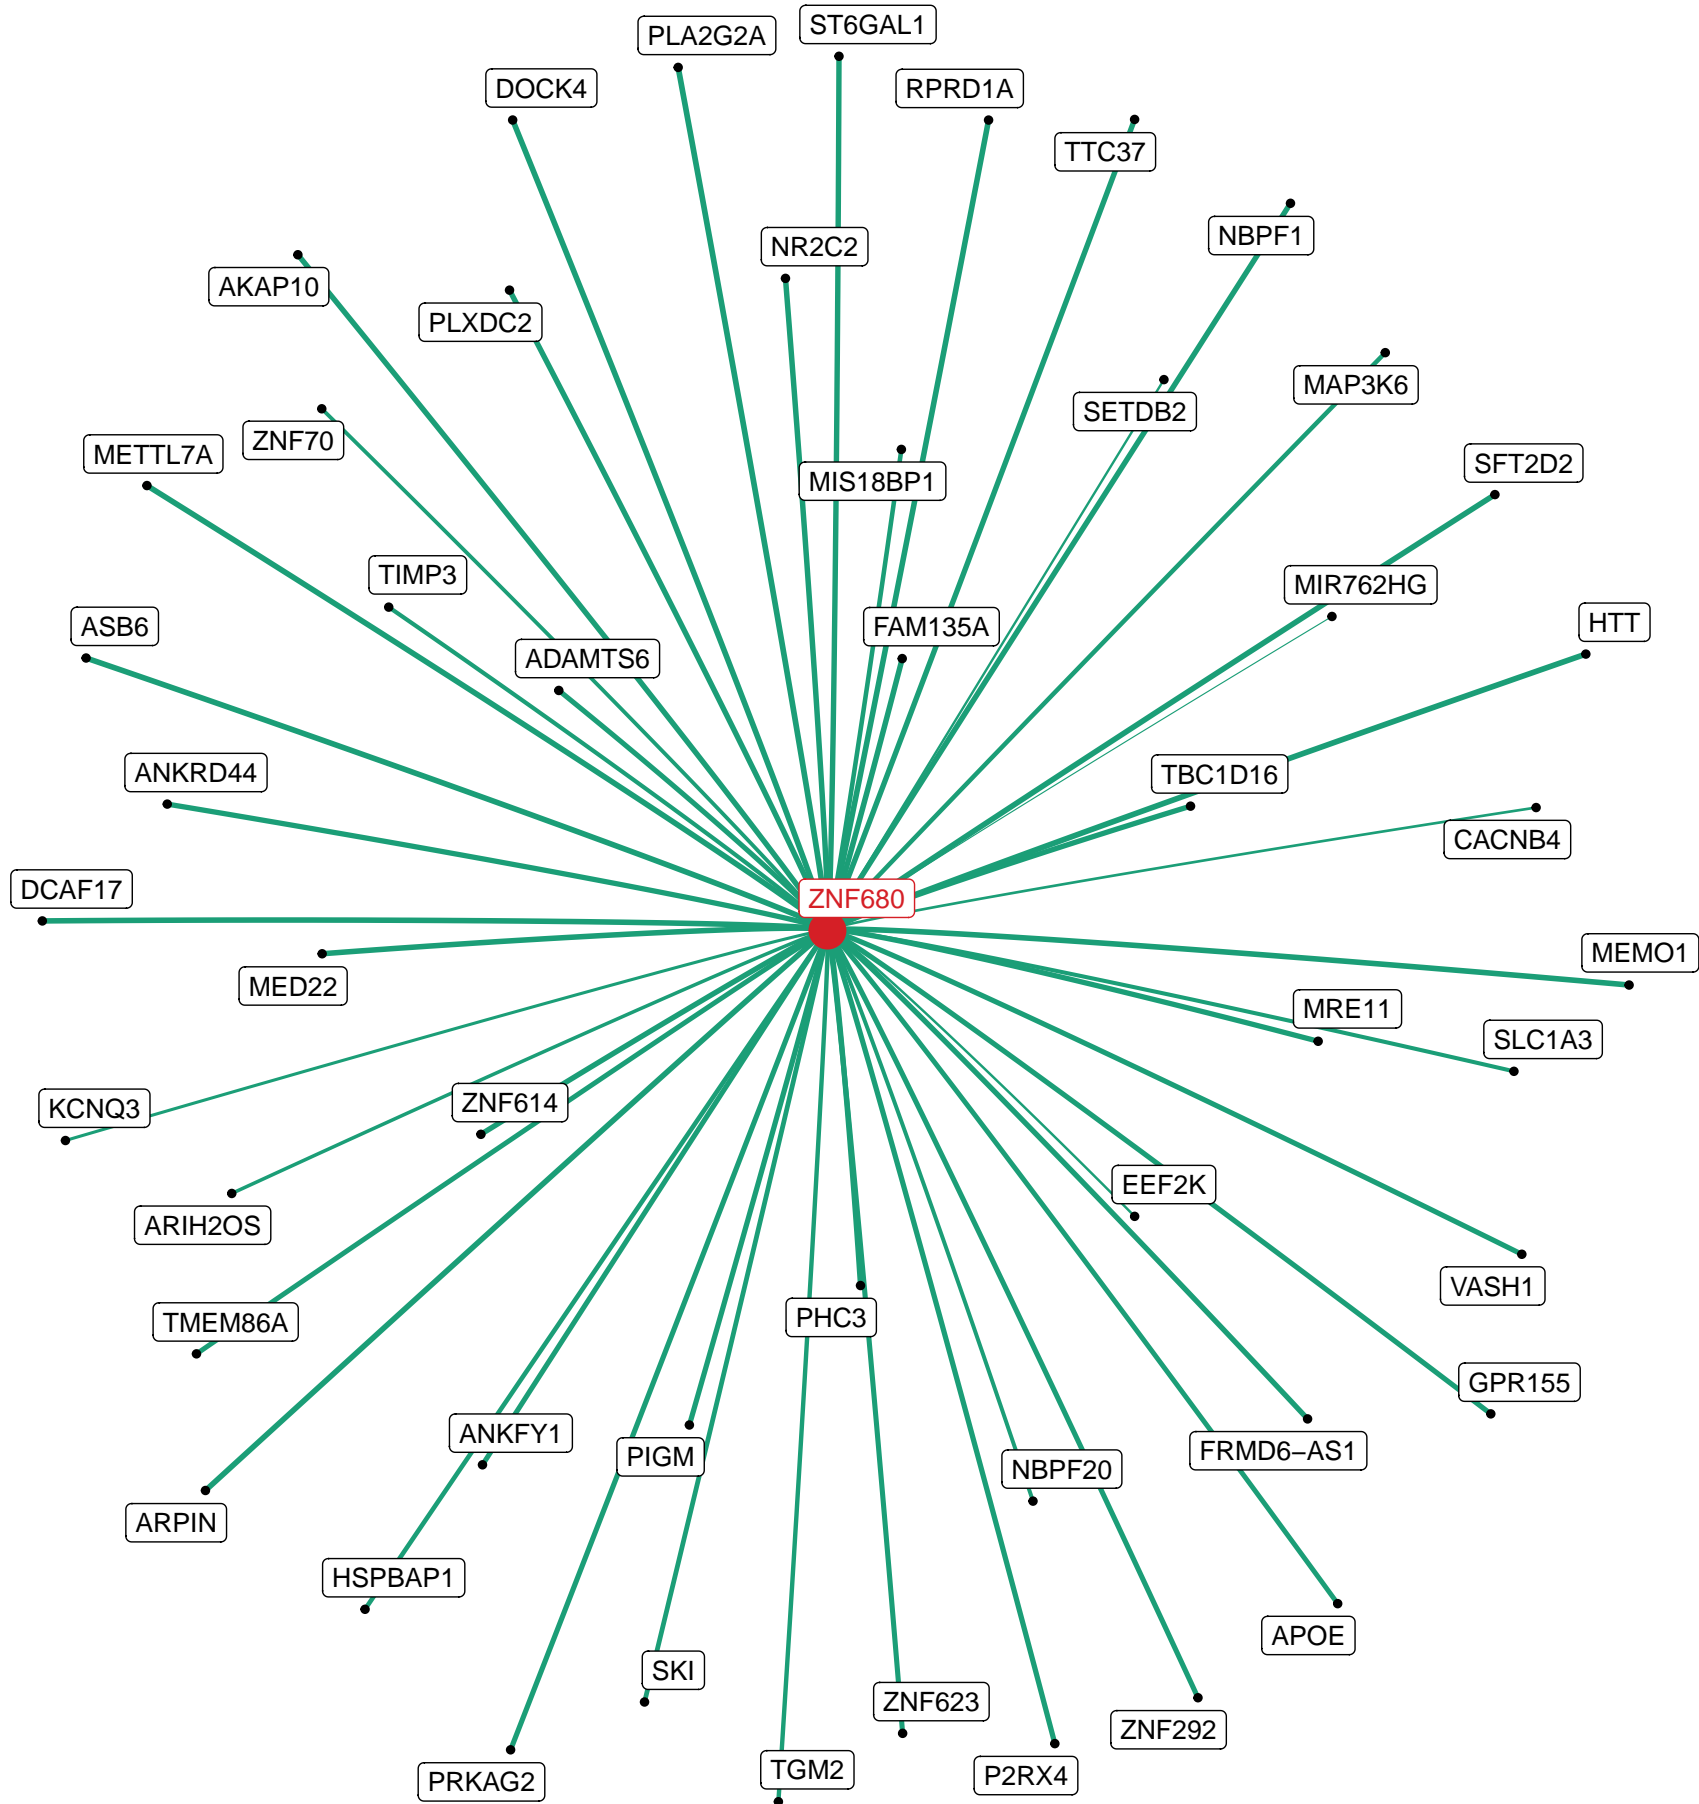 ST6GAL1
PLA2G2A
DOCK4
RPRD1A
TTC37
NBPF1
NR2C2
AKAP10
PLXDC2
MAP3K6
SETDB2
ZNF70
METTL7A
SFT2D2
MIS18BP1
TIMP3
MIR762HG
HTT
ASB6
FAM135A
ADAMTS6
ANKRD44
TBC1D16
CACNB4
DCAF17
ZNF680
MEMO1
MED22
MRE11
SLC1A3
ZNF614
KCNQ3
EEF2K
ARIH2OS
VASH1
PHC3
TMEM86A
GPR155
ANKFY1
FRMD6−AS1
PIGM
NBPF20
ARPIN
HSPBAP1
APOE
SKI
ZNF623
ZNF292
TGM2
P2RX4
PRKAG2